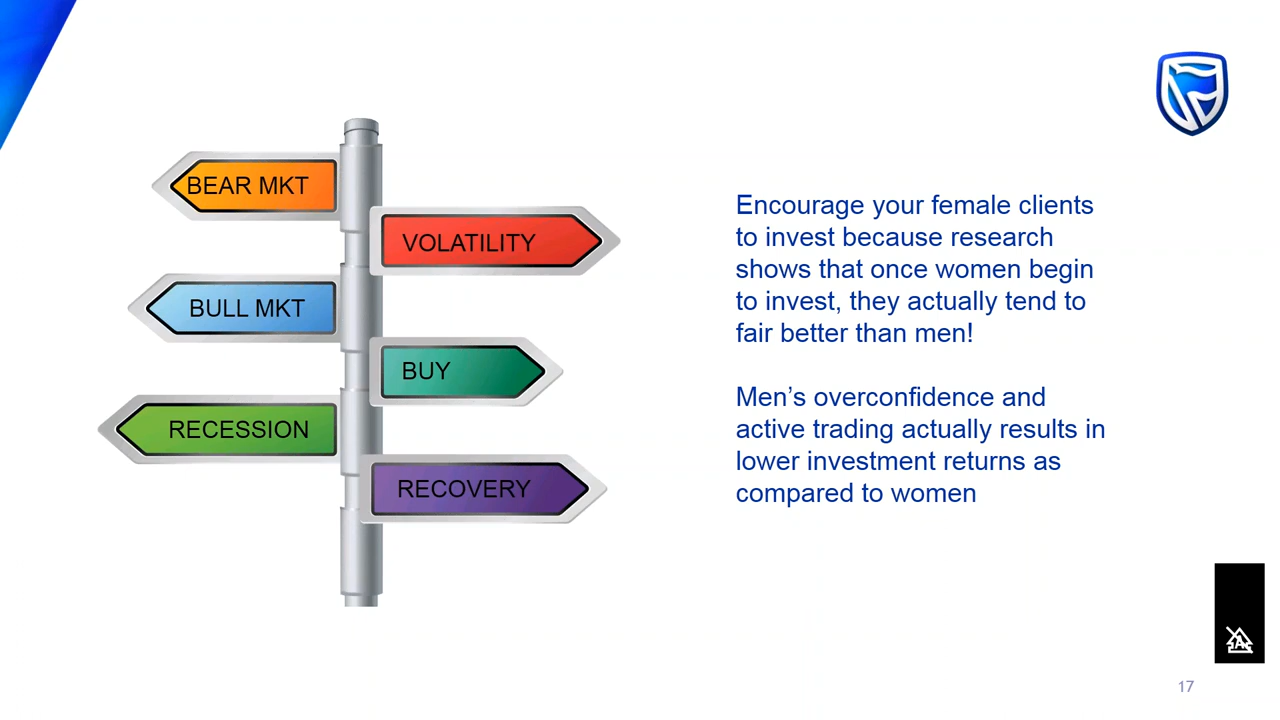 BEAR MKT
VOLATILITY
BULL MKT
BUY
RECESSION
RECOVERY
Encourage your female clients
to invest because research
shows that once women begin
to invest, they actually tend to
fair better than men!
Men’s overconfidence and
active trading actually results in
lower investment returns as
compared to women
17